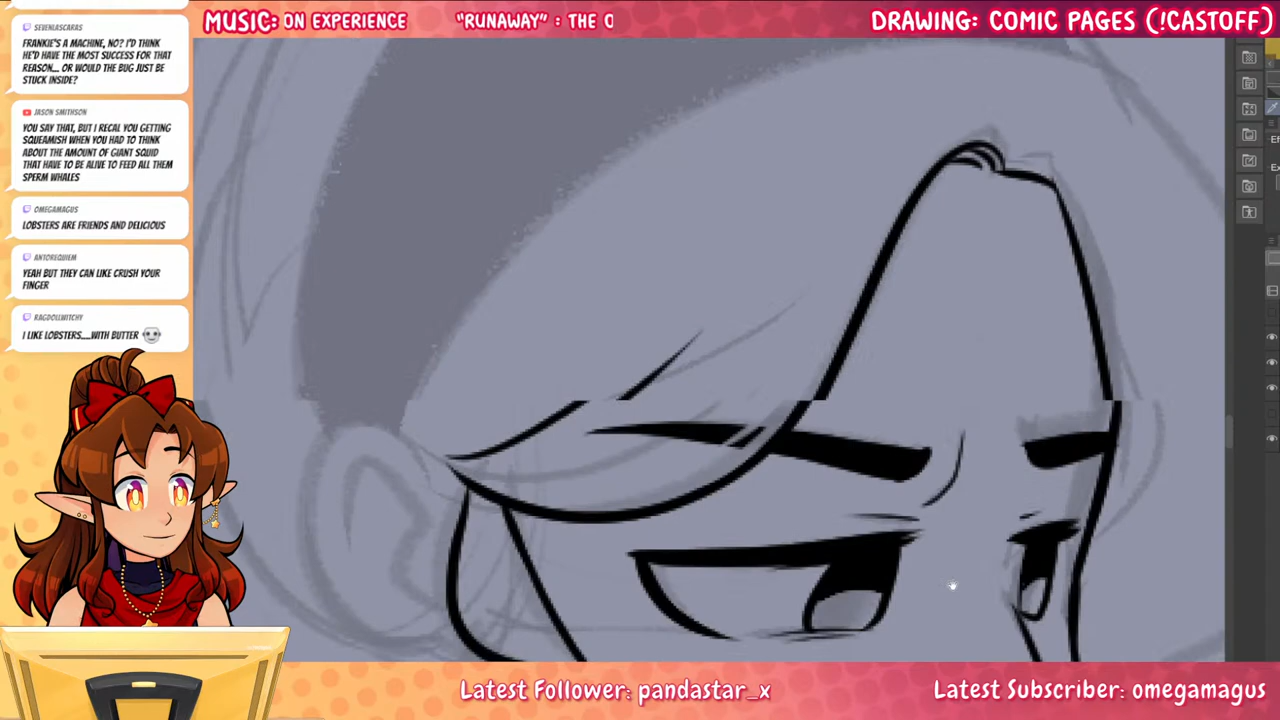 MUSIC: ON EXPERIENCE "RUNAWAY" : THE
DRAWING: COMIC PAGES (!CASTOFF)
SEVENLASCARAS
FRANKIE'S A MACHINE, NO? I'D THINK
HE'D HAVE THE MOST SUCCESS FOR THAT
REASON... OR WOULD THE BUG JUST BE
STUCK INSIDE?
JASON SMITHSON
YOU SAY THAT, BUT I RECAL YOU GETTING
SQUEAMISH WHEN YOU HAD TO THINK
ABOUT THE AMOUNT OF GIANT SQUID
THAT HAVE TO BE ALIVE TO FEED ALL THEM
SPERM WHALES
OMEGAMAGUS
LOBSTERS ARE FRIENDS AND DELICIOUS
ANTOREQUIEM
YEAH BUT THEY CAN LIKE CRUSH YOUR
FINGER
RAGDOLLWITCHY
I LIKE LOBSTERS....WITH BUTTER
Latest Follower: pandastar_x
Latest Subscriber: omegamagus